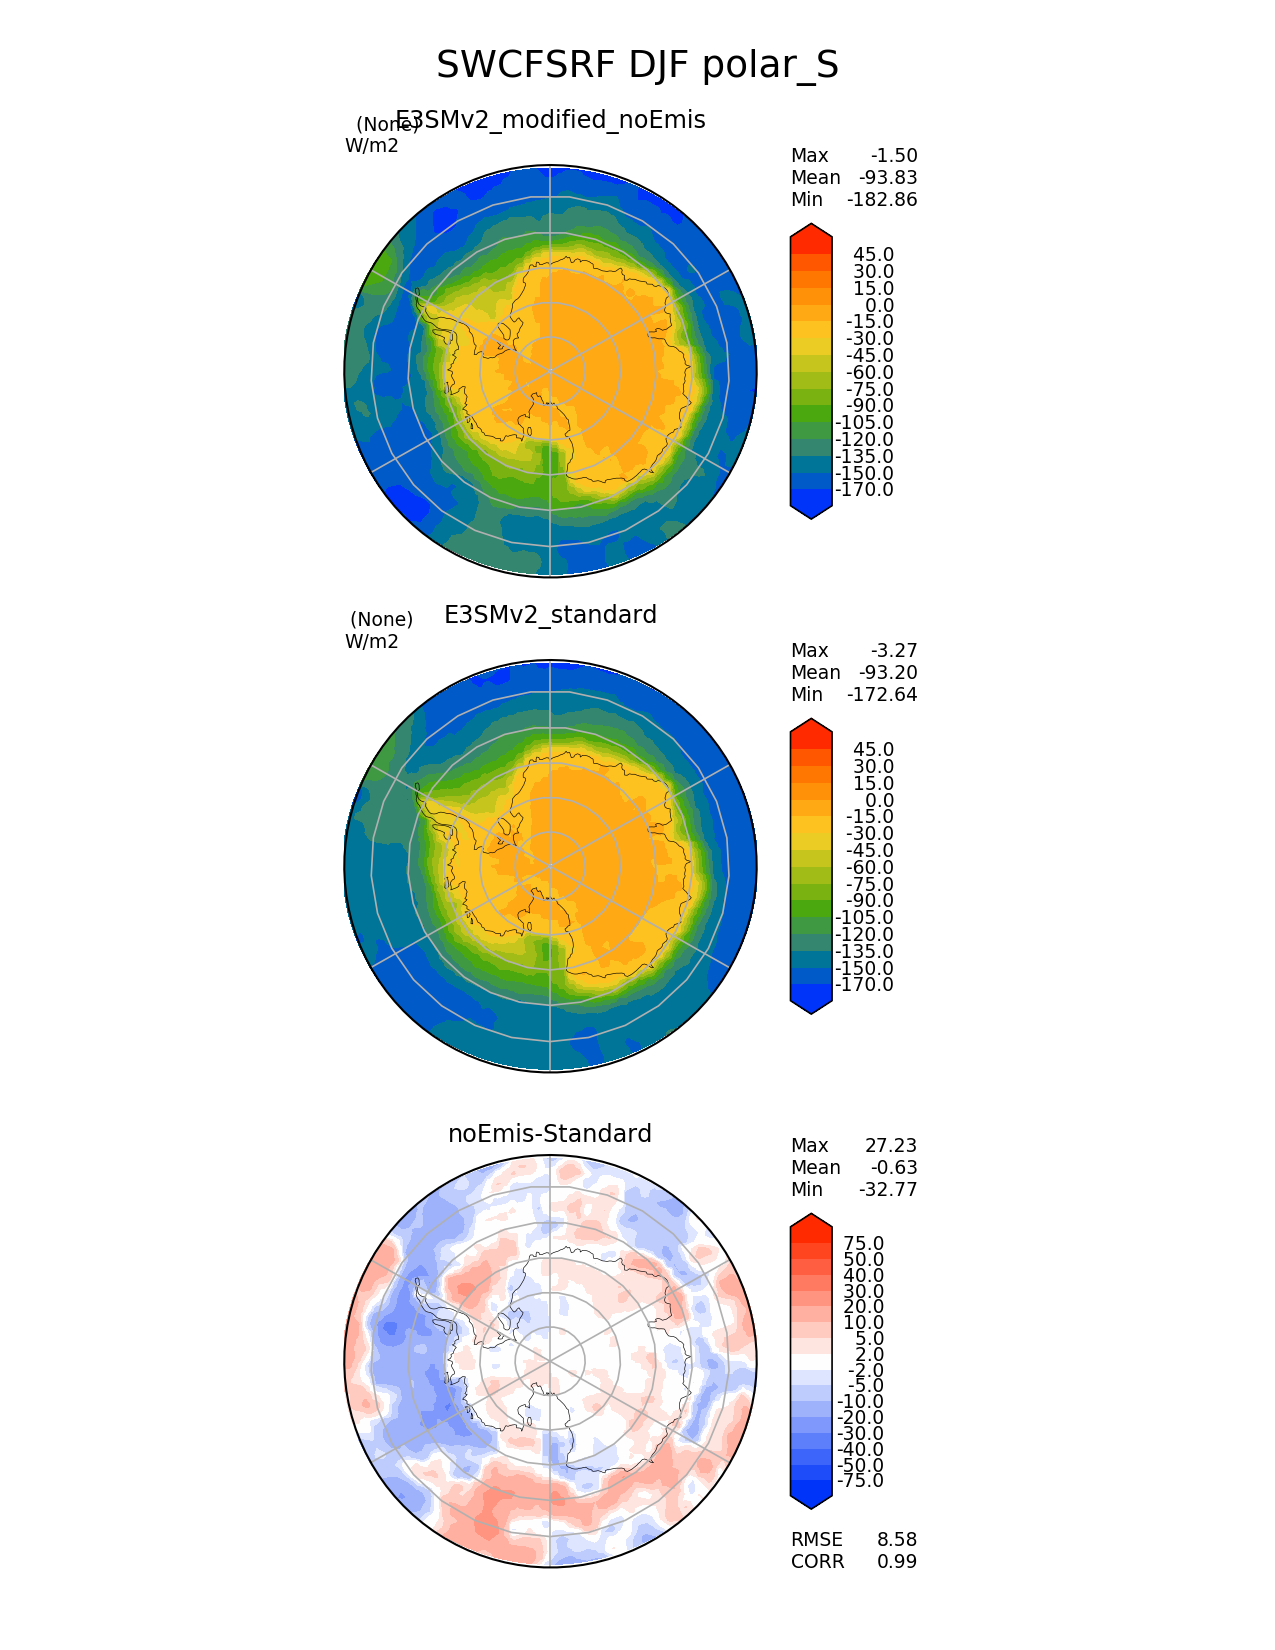 SWCFSRF DJF polar_S
E3SMv2_modified_noEmis
(None)
W/m2
Max -1.50
Mean -93.83
Min -182.86
45.0
30.0
15.0
0.0
-15.0
-30.0
-45.0
-60.0
-75.0
-90.0
-105.0
-120.0
-135.0
-150.0
-170.0
(None)
E3SMv2_standard
W/m2
Max -3.27
Mean -93.20
Min -172.64
45.0
30.0
15.0
0.0
-15.0
-30.0
-45.0
-60.0
-75.0
-90.0
-105.0
-120.0
-135.0
-150.0
-170.0
noEmis-Standard
Max 27.23
Mean -0.63
Min -32.77
75.0
50.0
40.0
30.0
20.0
10.0
5.0
2.0
-2.0
-5.0
-10.0
-20.0
-30.0
-40.0
-50.0
-75.0
RMSE 8.58
CORR 0.99